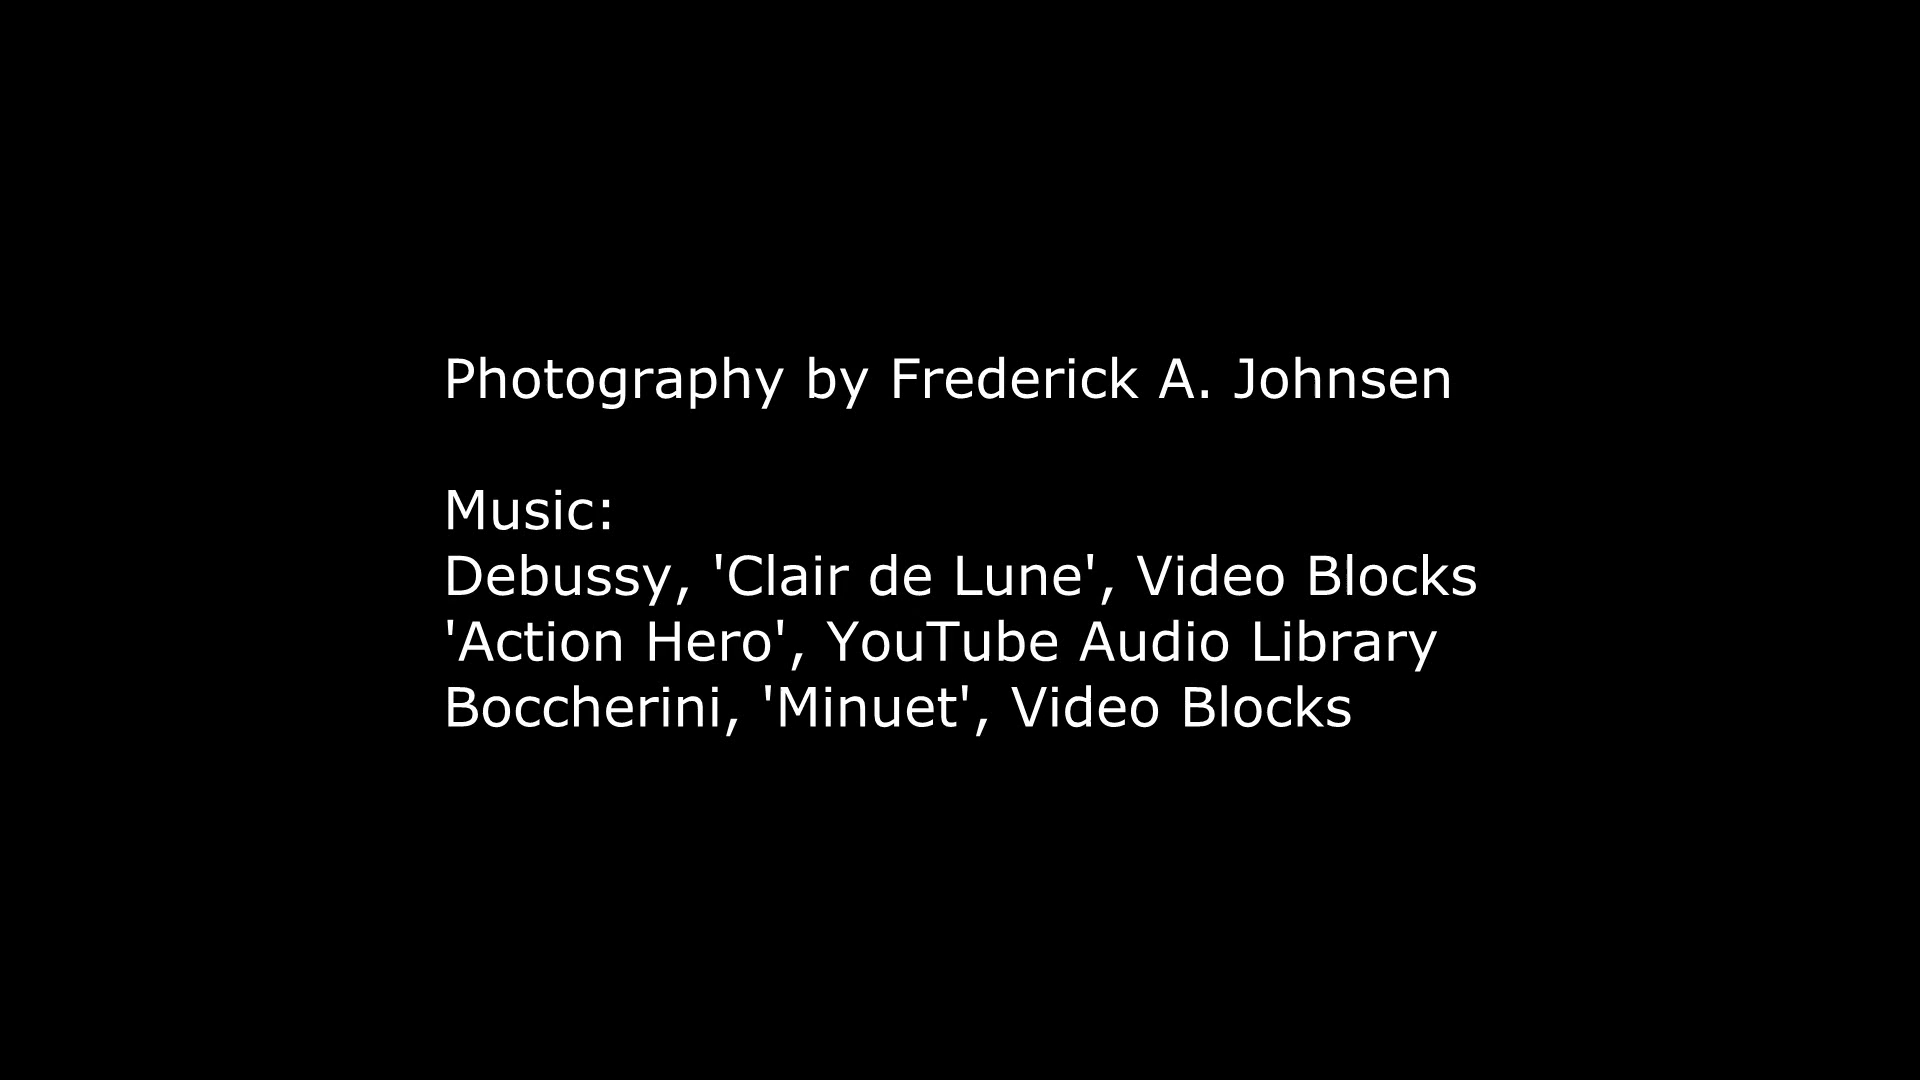 Photography by Frederick A. Johnsen
Music:
Debussy, 'Clair de Lune', Video Blocks
'Action Hero', YouTube Audio Library
Boccherini, 'Minuet', Video Blocks